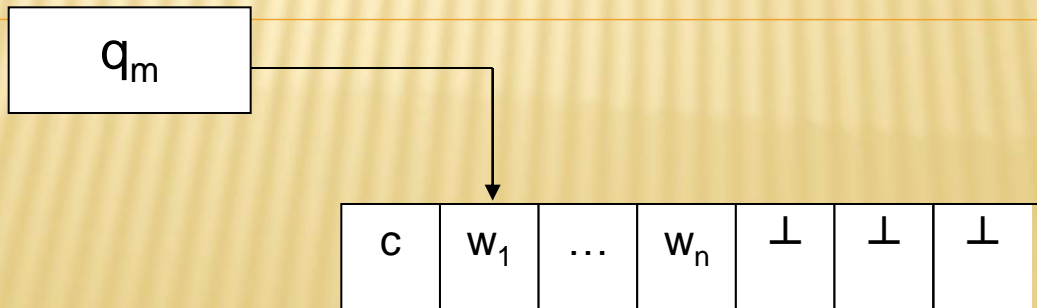 qₘ
c w₁ … wₙ ⊥ ⊥ ⊥